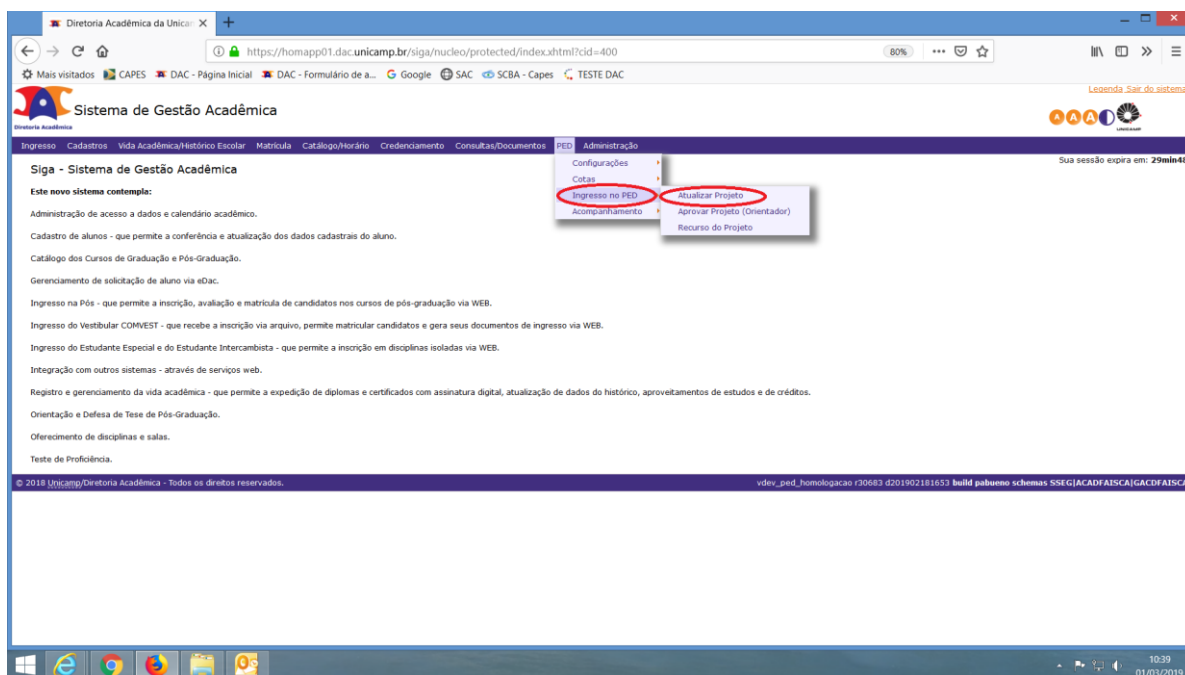 Diretoria Acadêmica da Unican
https://homapp01.dac.unicamp.br/siga/nucleo/protected/index.xhtml?cid=400
80%
Mais visitados CAPES DAC - Página Inicial DAC - Formulário de a... Google SAC SCBA - Capes TESTE DAC
Legenda Sair do sistema
Sistema de Gestão Acadêmica
Diretoria Acadêmica
A A A
UNICAMP
Ingresso Cadastros Vida Acadêmica/Histórico Escolar Matrícula Catálogo/Horário Credenciamento Consultas/Documentos PED Administração
Sua sessão expira em: 29min48
Configurações
Cotas
Ingresso no PED
Acompanhamento
Atualizar Projeto
Aprovar Projeto (Orientador)
Recurso do Projeto
Siga - Sistema de Gestão Acadêmica
Este novo sistema contempla:
Administração de acesso a dados e calendário acadêmico.
Cadastro de alunos - que permite a conferência e atualização dos dados cadastrais do aluno.
Catálogo dos Cursos de Graduação e Pós-Graduação.
Gerenciamento de solicitação de aluno via eDac.
Ingresso na Pós - que permite a inscrição, avaliação e matrícula de candidatos nos cursos de pós-graduação via WEB.
Ingresso do Vestibular COMVEST - que recebe a inscrição via arquivo, permite matricular candidatos e gera seus documentos de ingresso via WEB.
Ingresso do Estudante Especial e do Estudante Intercambista - que permite a inscrição em disciplinas isoladas via WEB.
Integração com outros sistemas - através de serviços web.
Registro e gerenciamento da vida acadêmica - que permite a expedição de diplomas e certificados com assinatura digital, atualização de dados do histórico, aproveitamentos de estudos e de créditos.
Orientação e Defesa de Tese de Pós-Graduação.
Oferecimento de disciplinas e salas.
Teste de Proficiência.
© 2018 Unicamp/Diretoria Acadêmica - Todos os direitos reservados.
vdev_ped_homologacao r30683 d201902181653 build pabueno schemas SSEG|ACADFAISCA|GACDFAISCA
10:39
01/03/2019